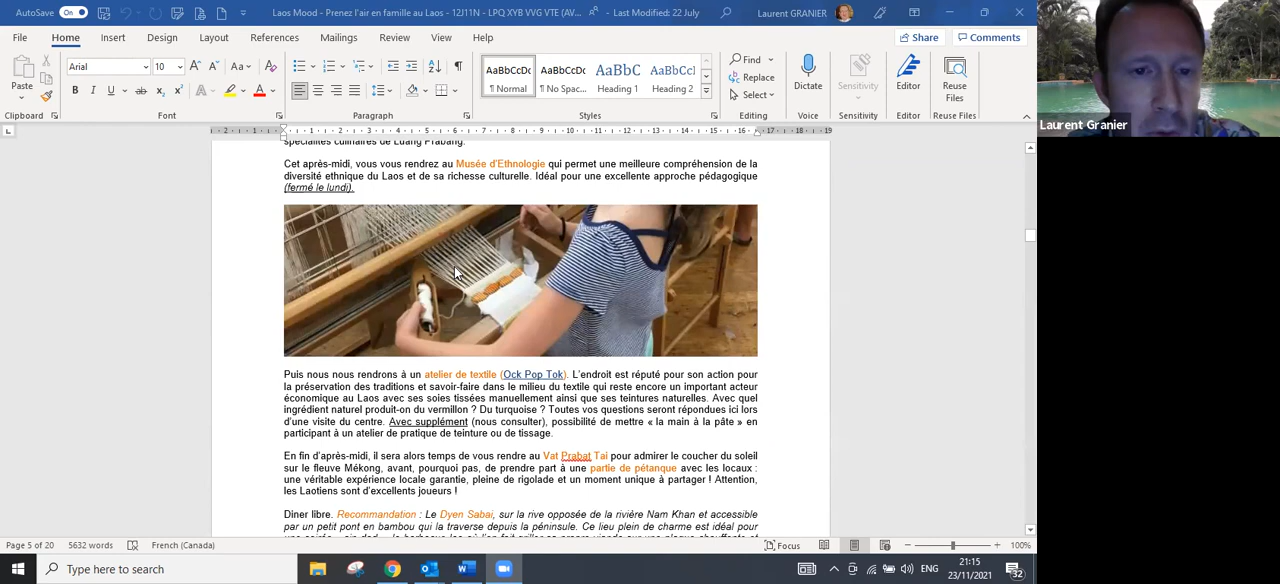 AutoSave On Laos Mood - Prenez l'air en famille au Laos - 12J11N - LPQ XYB VVG VTE (AV... - Last Modified: 22 July Laurent GRANIER
File Home Insert Design Layout References Mailings Review View Help Share Comments
Paste
Clipboard
Arial 10
Font
Paragraph
AaBbCcDc AaBbCcDc AaBbC AaBbCcI
¶ Normal ¶ No Spac... Heading 1 Heading 2
Styles
Find
Replace
Select
Editing
Dictate
Voice
Sensitivity
Sensitivity
Editor
Editor
Reuse Files
Reuse Files
Laurent Granier
spécialités culinaires de Luang Prabang.
Cet après-midi, vous vous rendrez au Musée d'Ethnologie qui permet une meilleure compréhension de la
diversité ethnique du Laos et de sa richesse culturelle. Idéal pour une excellente approche pédagogique
(fermé le lundi).
Puis nous nous rendrons à un atelier de textile (Ock Pop Tok). L'endroit est réputé pour son action pour
la préservation des traditions et savoir-faire dans le milieu du textile qui reste encore un important acteur
économique au Laos avec ses soies tissées manuellement ainsi que ses teintures naturelles. Avec quel
ingrédient naturel produit-on du vermillon ? Du turquoise ? Toutes vos questions seront répondues ici lors
d'une visite du centre. Avec supplément (nous consulter), possibilité de mettre « la main à la pâte » en
participant à un atelier de pratique de teinture ou de tissage.
En fin d'après-midi, il sera alors temps de vous rendre au Vat Prabat Tai pour admirer le coucher du soleil
sur le fleuve Mékong, avant, pourquoi pas, de prendre part à une partie de pétanque avec les locaux :
une véritable expérience locale garantie, pleine de rigolade et un moment unique à partager ! Attention,
les Laotiens sont d'excellents joueurs !
Dîner libre. Recommandation : Le Dyen Sabai, sur la rive opposée de la rivière Nam Khan et accessible
par un petit pont en bambou qui la traverse depuis la péninsule. Ce lieu plein de charme est idéal pour
Page 5 of 20 5632 words French (Canada) Focus 100%
Type here to search ENG 21:15
23/11/2021 32